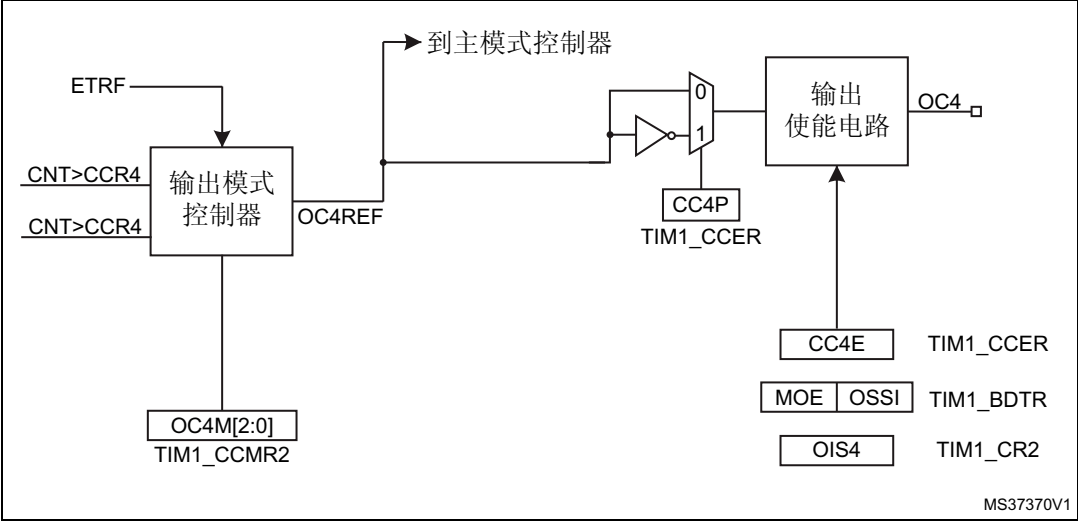 到主模式控制器
ETRF
0
输出
使能电路
OC4
CNT>CCR4
输出模式
控制器
1
OC4REF
CNT>CCR4
CC4P
TIM1_CCER
CC4E
TIM1_CCER
MOE
OSSI
TIM1_BDTR
OC4M[2:0]
TIM1_CCMR2
OIS4
TIM1_CR2
MS37370V1